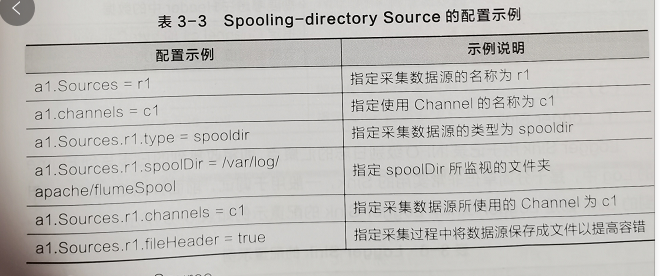 表 3-3 Spooling-directory Source 的配置示例
配置示例 示例说明
a1.Sources = r1 指定采集数据源的名称为 r1
a1.channels = c1 指定使用 Channel 的名称为 c1
a1.Sources.r1.type = spooldir 指定采集数据源的类型为 spooldir
a1.Sources.r1.spoolDir = /var/log/
apache/flumeSpool 指定 spoolDir 所监视的文件夹
a1.Sources.r1.channels = c1 指定采集数据源所使用的 Channel 为 c1
a1.Sources.r1.fileHeader = true 指定采集过程中将数据源保存成文件以提高容错